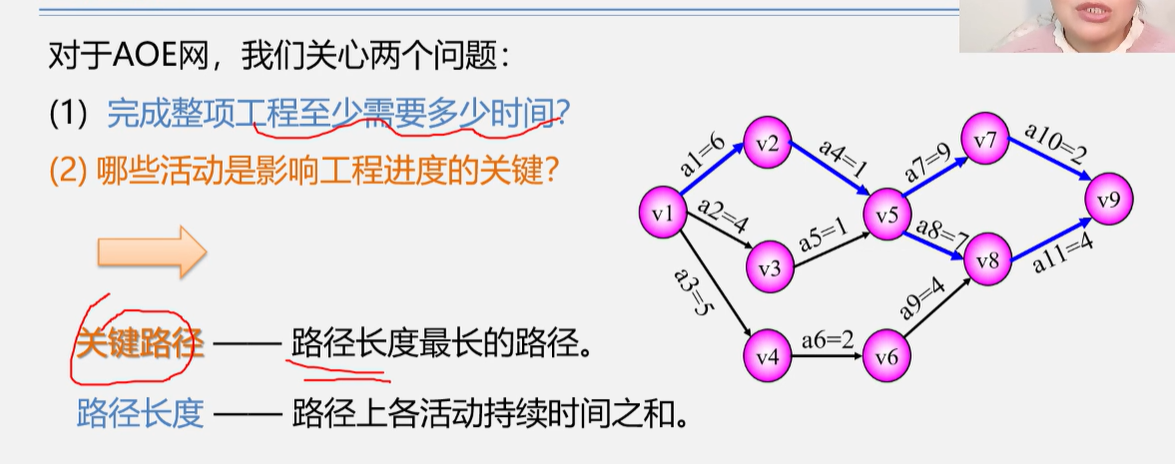 对于AOE网，我们关心两个问题：
(1) 完成整项工程至少需要多少时间?
(2) 哪些活动是影响工程进度的关键?
关键路径 —— 路径长度最长的路径。
路径长度 —— 路径上各活动持续时间之和。
v1
v2
v3
v4
v5
v6
v7
v8
v9
a1=6
a2=4
a3=5
a4=1
a5=1
a6=2
a7=9
a8=7
a9=4
a10=2
a11=4